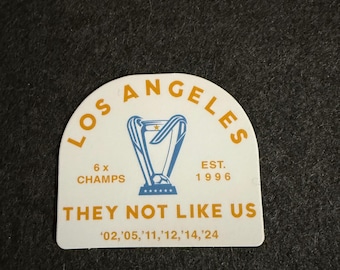 LOS ANGELES
6 x
CHAMPS
EST.
1996
THEY NOT LIKE US
'02,'05,'11,'12,'14,'24